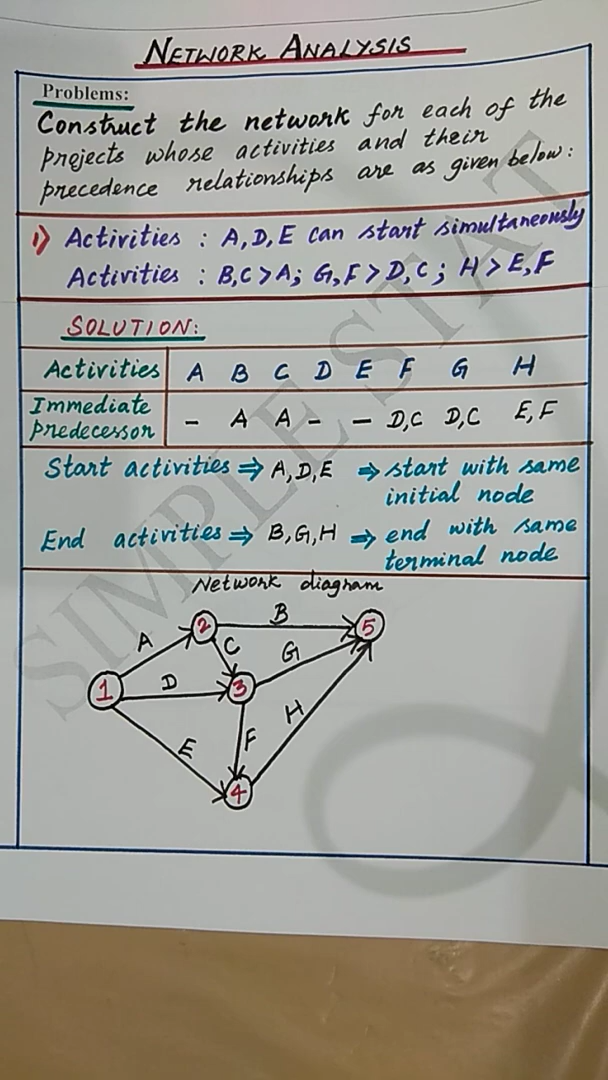 NETWORK ANALYSIS
Problems:
Construct the network for each of the
projects whose activities and their
precedence relationships are as given below:
1) Activities : A, D, E can start simultaneously
Activities : B, C > A; G, F > D, C; H > E, F
SOLUTION:
Activities A B C D E F G H
Immediate predecessor - A A - - D,C D,C E,F
Start activities ⇒ A, D, E ⇒ start with same
initial node
End activities ⇒ B, G, H ⇒ end with same
terminal node
Network diagram
B
2 5
A C G
D
1 3
H
E F
4
SIMPLE STAT